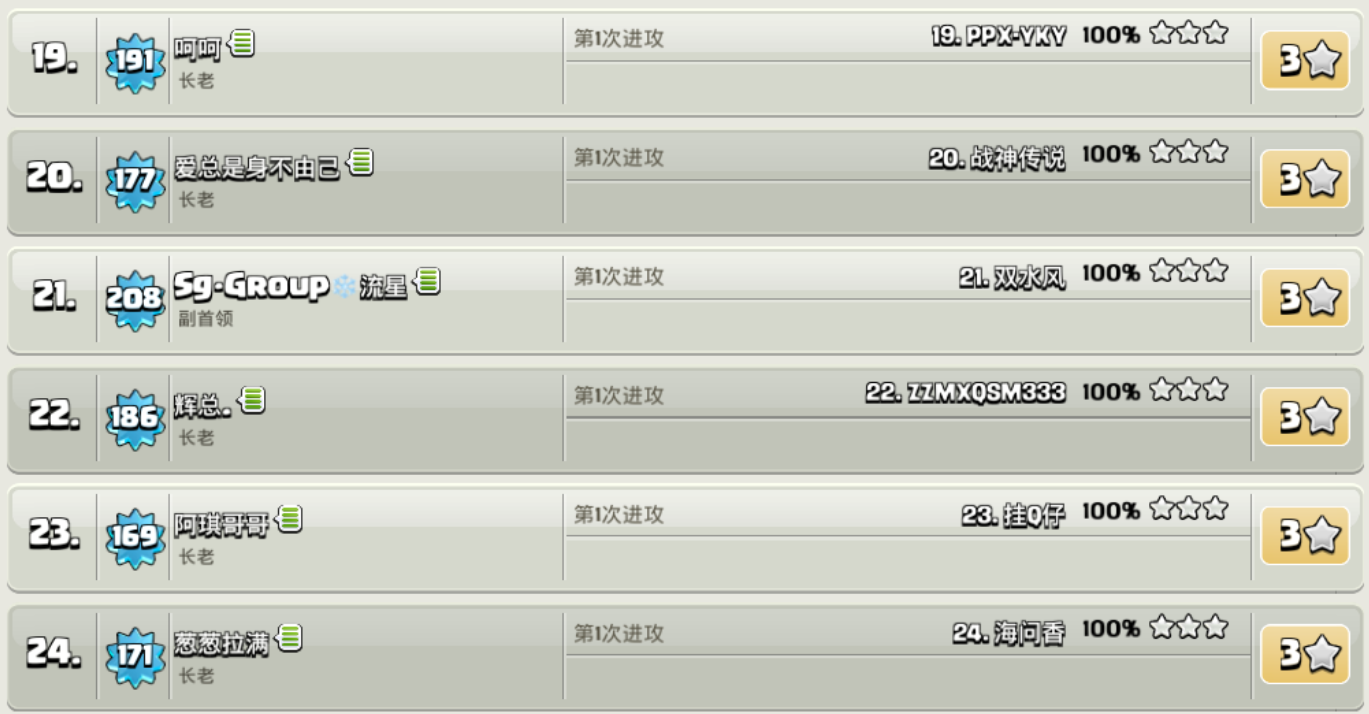 19. 191 呵呵 第1次进攻 19. PPX-YKY 100% 3
长老
20. 177 爱总是身不由己 第1次进攻 20. 战神传说 100% 3
长老
21. 208 Sg-Group❄流星 第1次进攻 21. 双水风 100% 3
副首领
22. 186 辉总. 第1次进攻 22. ZZMXQSM333 100% 3
长老
23. 169 阿琪哥哥 第1次进攻 23. 挂Q仔 100% 3
长老
24. 171 葱葱拉满 第1次进攻 24. 海问香 100% 3
长老